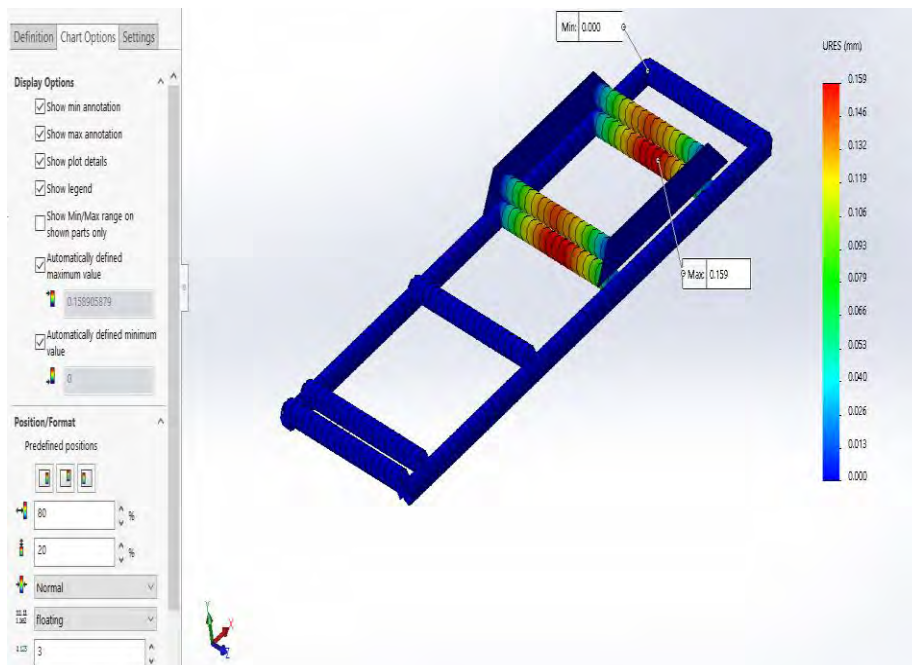 Definition Chart Options Settings
Display Options
Show min annotation
Show max annotation
Show plot details
Show legend
Show Min/Max range on
shown parts only
Automatically defined
maximum value
0.158905879
Automatically defined minimum
value
0
Position/Format
Predefined positions
80 %
20 %
Normal
floating
3
Min: 0.000
Max: 0.159
URES (mm)
0.159
0.146
0.132
0.119
0.106
0.093
0.079
0.066
0.053
0.040
0.026
0.013
0.000
Y
X
Z